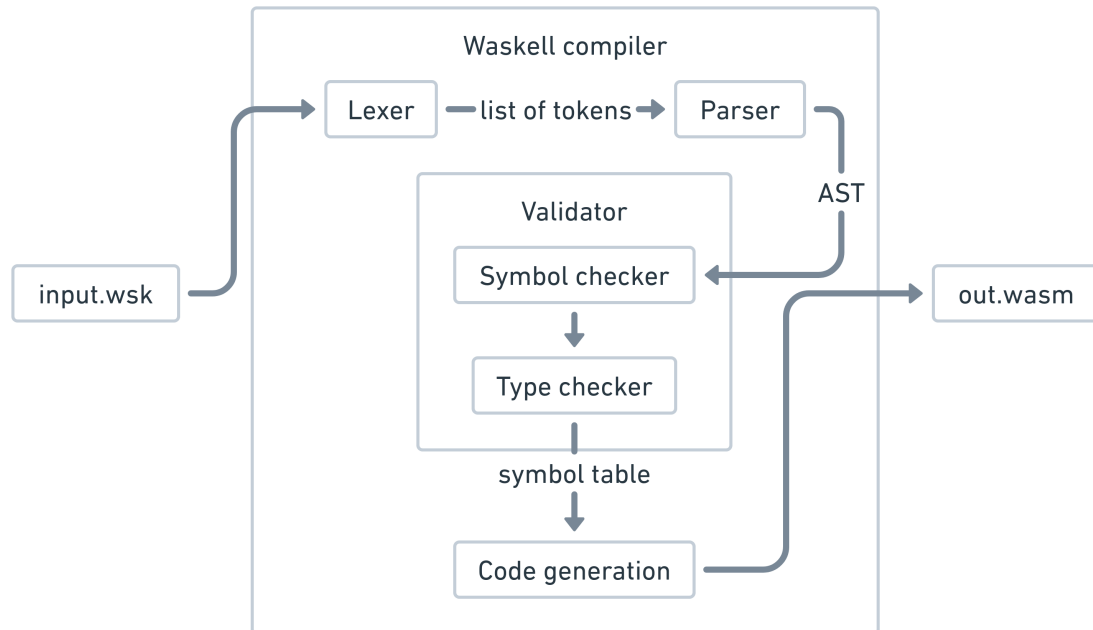 Waskell compiler
Lexer
list of tokens
Parser
AST
Validator
Symbol checker
input.wsk
out.wasm
Type checker
symbol table
Code generation